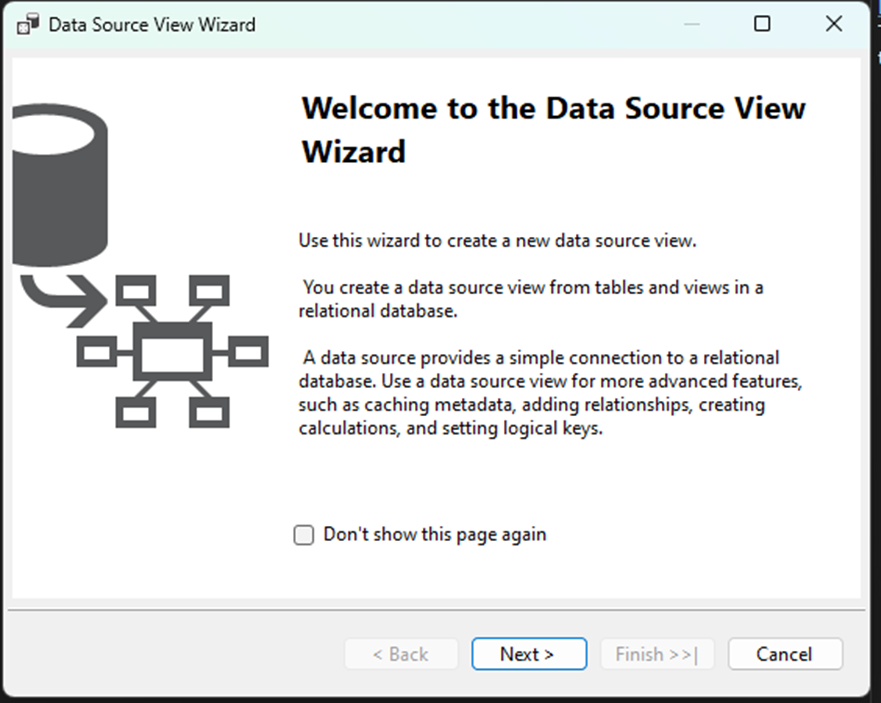 Data Source View Wizard
Welcome to the Data Source View
Wizard
Use this wizard to create a new data source view.
You create a data source view from tables and views in a
relational database.
A data source provides a simple connection to a relational
database. Use a data source view for more advanced features,
such as caching metadata, adding relationships, creating
calculations, and setting logical keys.
Don't show this page again
< Back
Next >
Finish >>|
Cancel